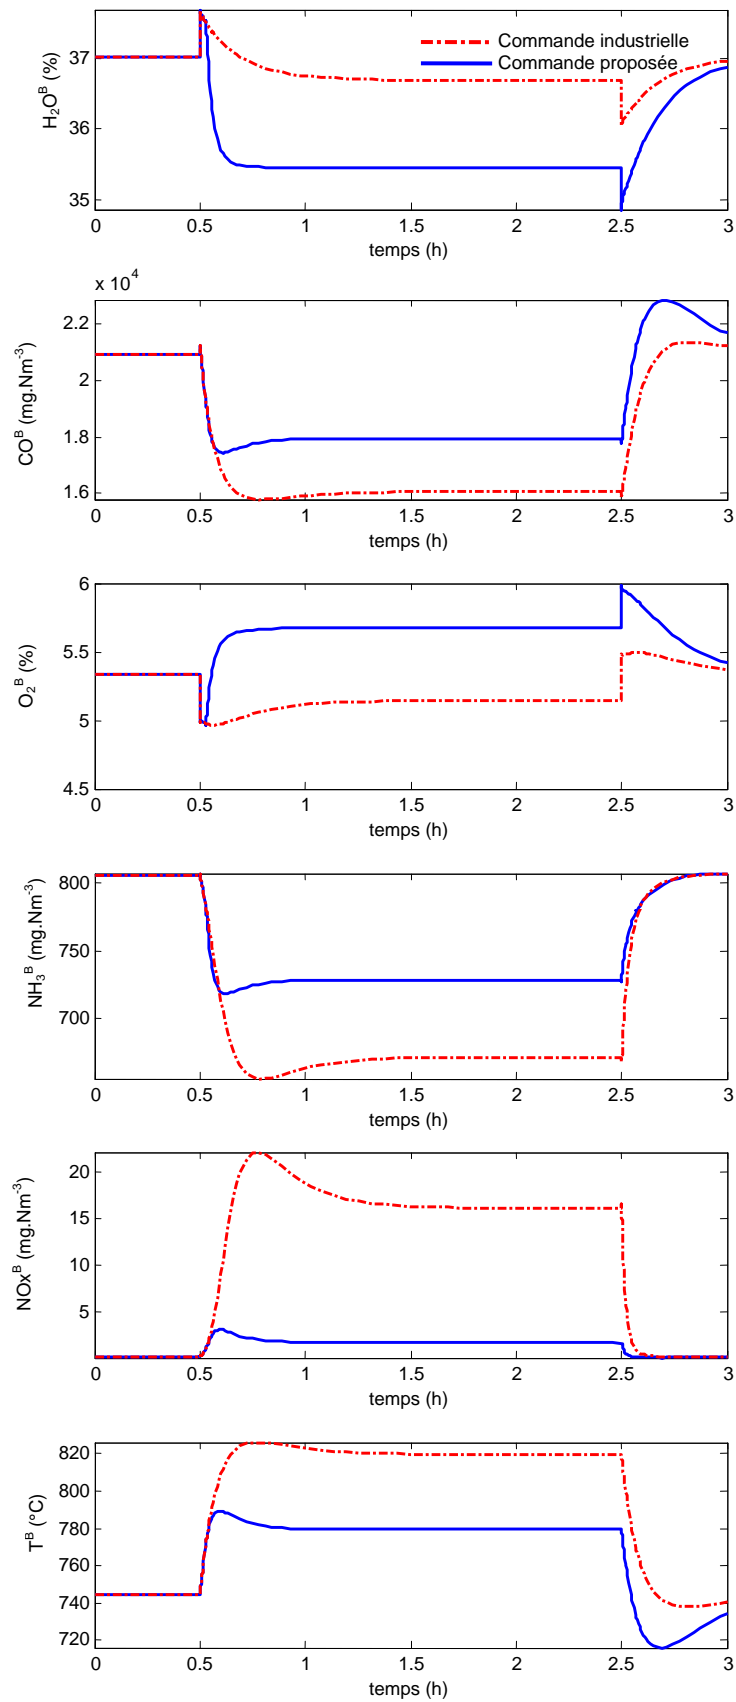 H₂Oᴮ (%)
37
36
35
Commande industrielle
Commande proposée
0 0.5 1 1.5 2 2.5 3
temps (h)
x 10⁴
COᴮ (mg.Nm⁻³)
2.2
2
1.8
1.6
0 0.5 1 1.5 2 2.5 3
temps (h)
O₂ᴮ (%)
6
5.5
5
4.5
0 0.5 1 1.5 2 2.5 3
temps (h)
NH₃ᴮ (mg.Nm⁻³)
800
750
700
0 0.5 1 1.5 2 2.5 3
temps (h)
NOxᴮ (mg.Nm⁻³)
20
15
10
5
0 0.5 1 1.5 2 2.5 3
temps (h)
Tᴮ (°C)
820
800
780
760
740
720
0 0.5 1 1.5 2 2.5 3
temps (h)